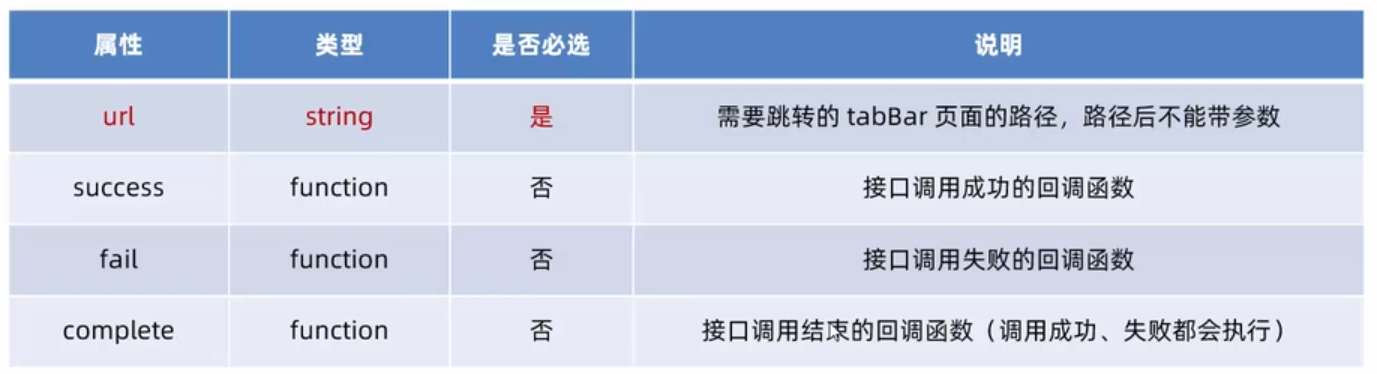 属性 类型 是否必选 说明
url string 是 需要跳转的 tabBar 页面的路径，路径后不能带参数
success function 否 接口调用成功的回调函数
fail function 否 接口调用失败的回调函数
complete function 否 接口调用结束的回调函数（调用成功、失败都会执行）